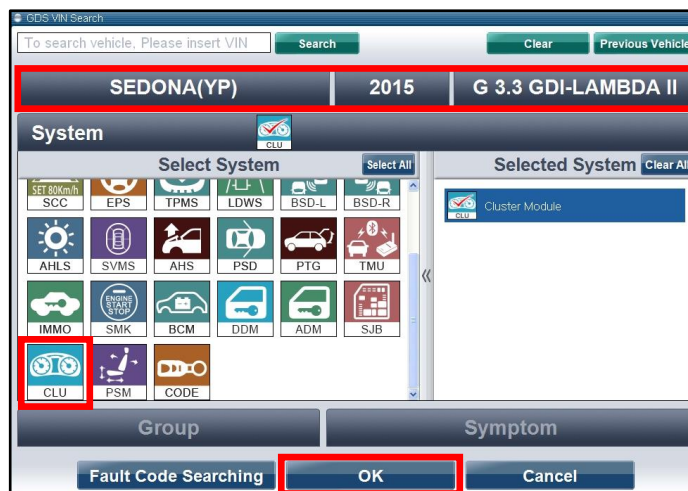 GDS VIN Search
To search vehicle, Please insert VIN Search Clear Previous Vehicle
SEDONA(YP) 2015 G 3.3 GDI-LAMBDA II
System CLU
Select System Select All Selected System Clear All
SET 80Km/h
SCC EPS TPMS LDWS BSD-L BSD-R
CLU Cluster Module
AHLS SVMS AHS PSD PTG TMU
ENGINE START STOP
IMMO SMK BCM DDM ADM SJB
CLU PSM CODE
Group Symptom
Fault Code Searching OK Cancel